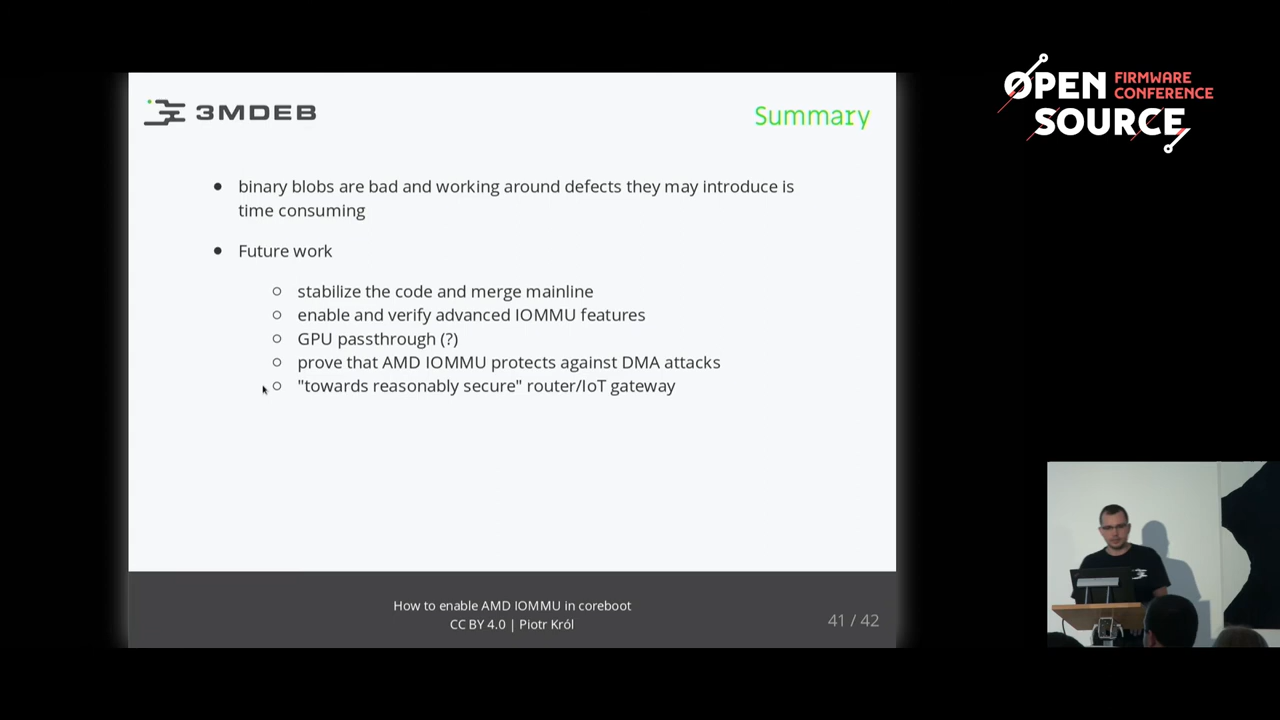 3MDEB
Summary
binary blobs are bad and working around defects they may introduce is
time consuming
Future work
stabilize the code and merge mainline
enable and verify advanced IOMMU features
GPU passthrough (?)
prove that AMD IOMMU protects against DMA attacks
"towards reasonably secure" router/IoT gateway
How to enable AMD IOMMU in coreboot
CC BY 4.0 | Piotr Król
41 / 42
OPEN FIRMWARE
CONFERENCE
SOURCE